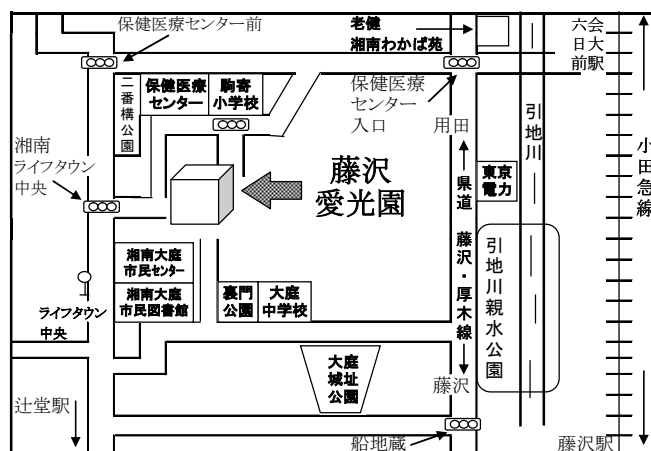 保健医療センター前
老健
湘南わかば苑
六会
日大
前駅
二番構公園
保健医療
センター
駒寄
小学校
保健医療
センター
入口
用田
引地川
小田急線
湘南
ライフタウン
中央
藤沢
愛光園
県道 藤沢・厚木線
東京
電力
湘南大庭
市民センター
湘南大庭
市民図書館
裏門
公園
大庭
中学校
引地川親水公園
ライフタウン
中央
大庭
城址
公園
藤沢
辻堂駅
船地蔵
藤沢駅